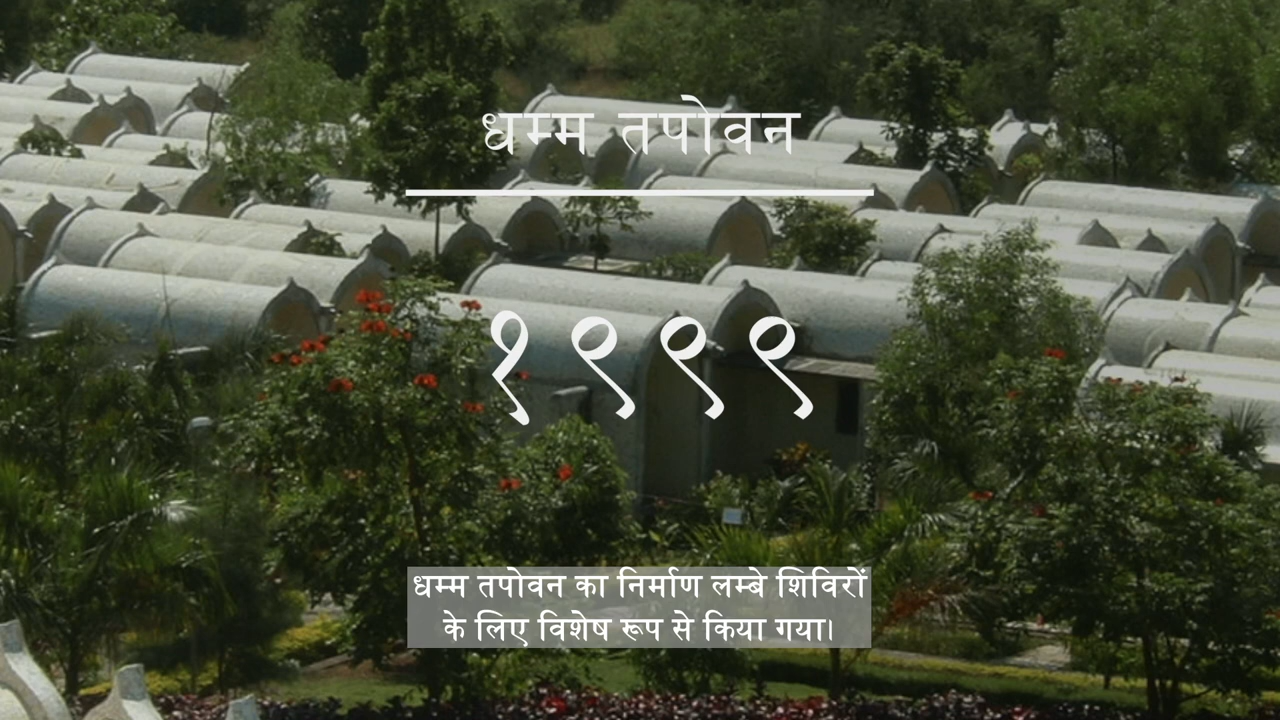 धम्म तपोवन
१९९९
धम्म तपोवन का निर्माण लम्बे शिविरों
के लिए विशेष रूप से किया गया।